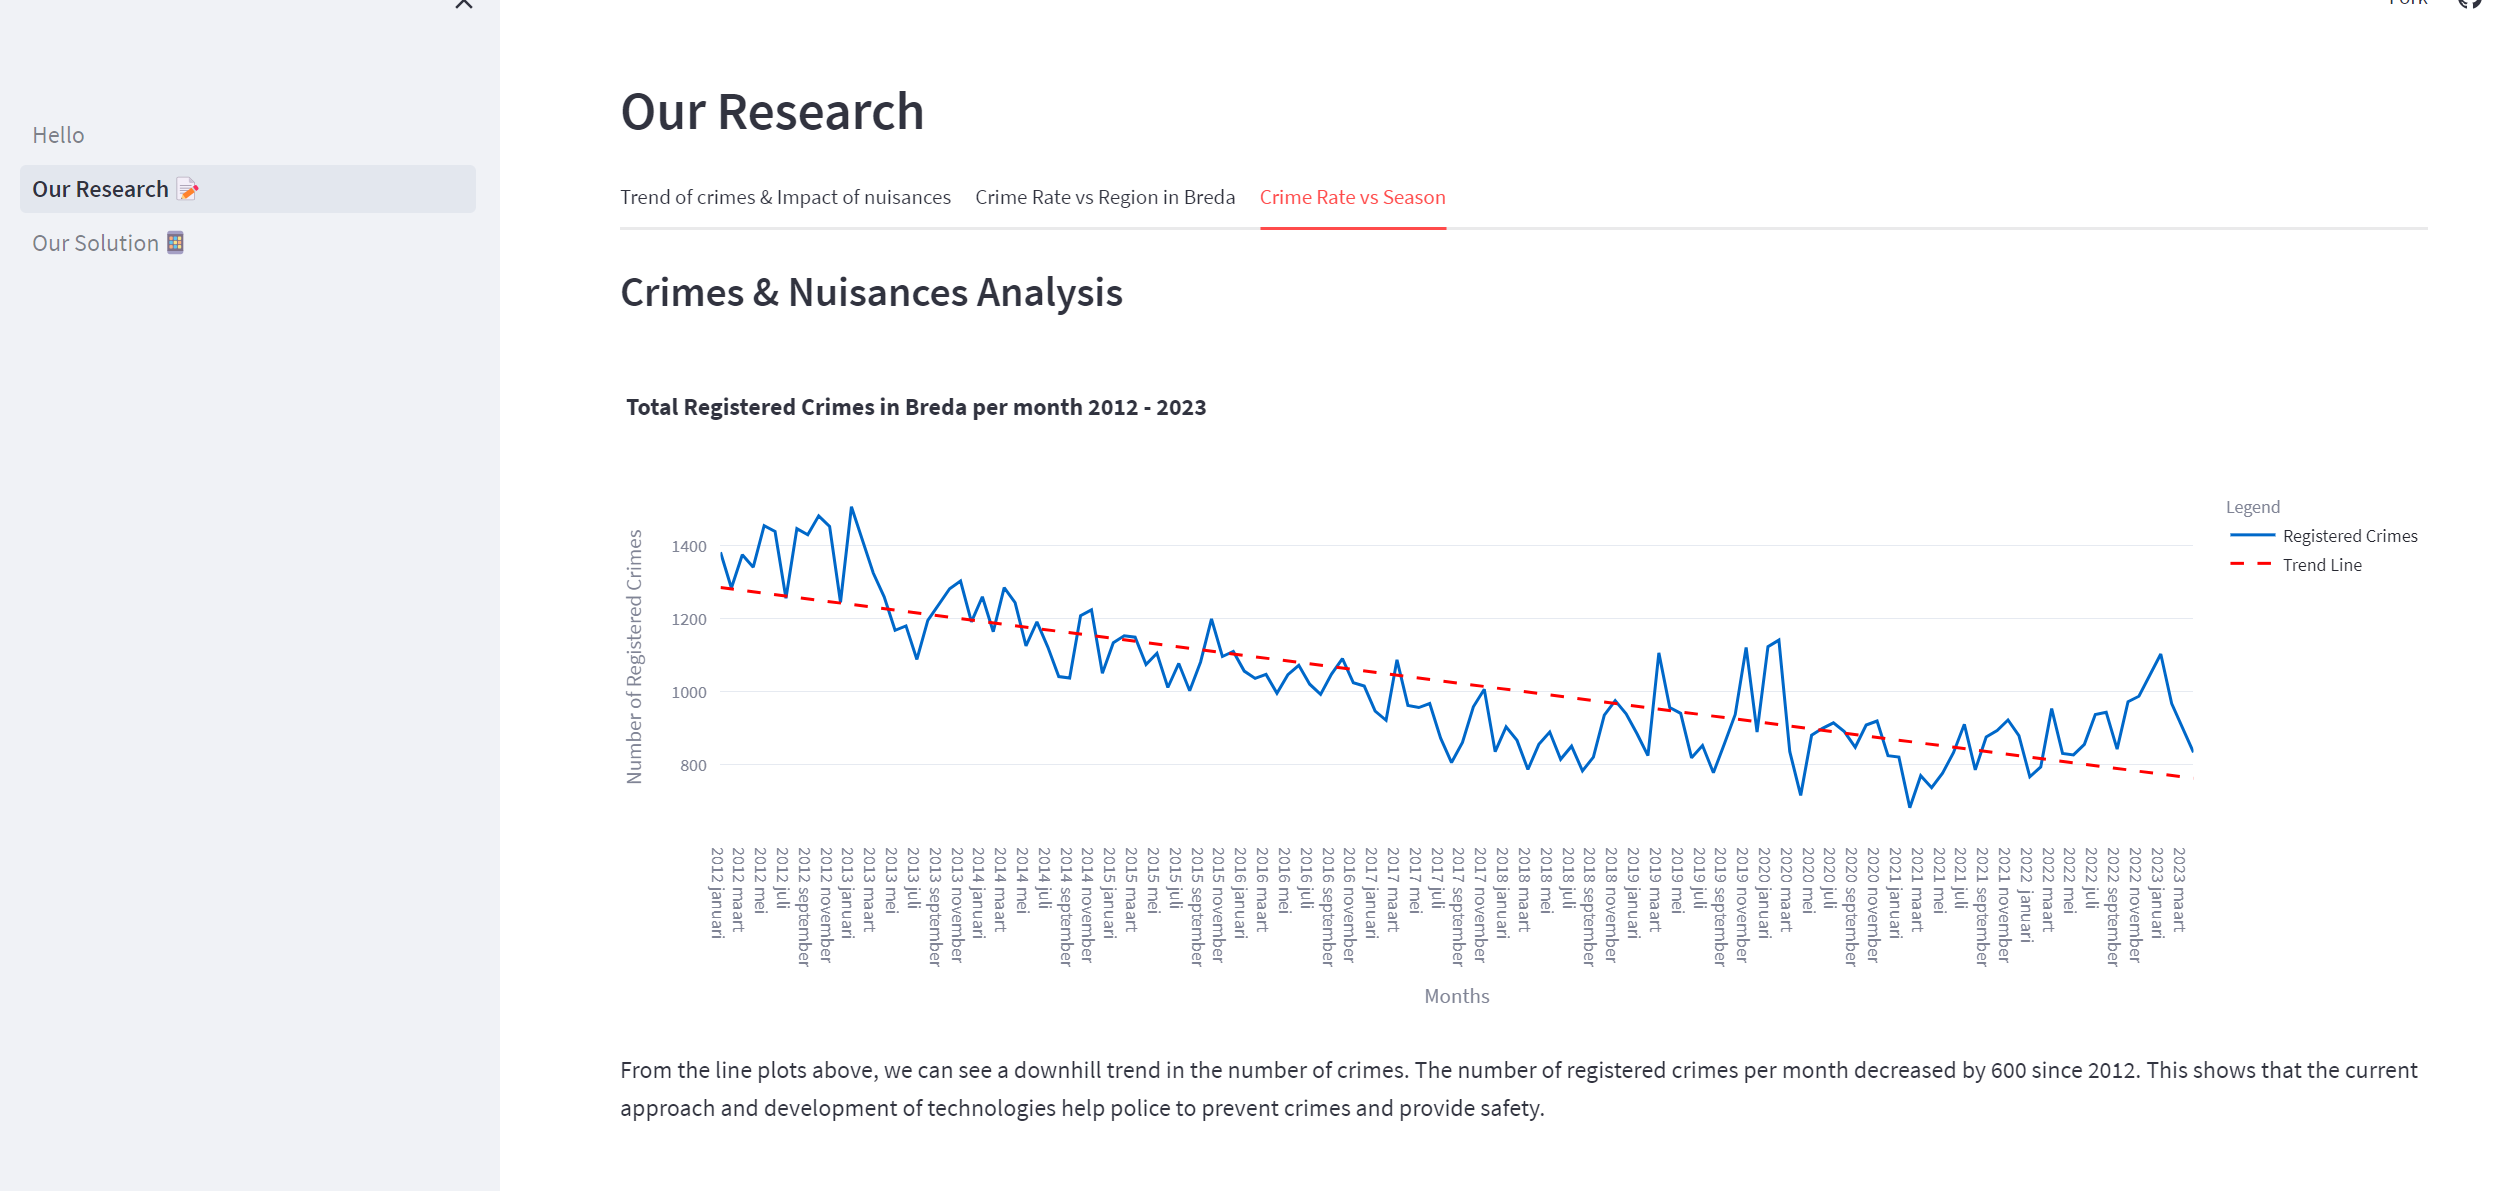 Fork
Hello
Our Research
Our Solution
Our Research
Trend of crimes & Impact of nuisances
Crime Rate vs Region in Breda
Crime Rate vs Season
Crimes & Nuisances Analysis
Total Registered Crimes in Breda per month 2012 - 2023
Number of Registered Crimes
1400
1200
1000
800
Legend
Registered Crimes
Trend Line
2012 januari
2012 maart
2012 mei
2012 juli
2012 september
2012 november
2013 januari
2013 maart
2013 mei
2013 juli
2013 september
2013 november
2014 januari
2014 maart
2014 mei
2014 juli
2014 september
2014 november
2015 januari
2015 maart
2015 mei
2015 juli
2015 september
2015 november
2016 januari
2016 maart
2016 mei
2016 juli
2016 september
2016 november
2017 januari
2017 maart
2017 mei
2017 juli
2017 september
2017 november
2018 januari
2018 maart
2018 mei
2018 juli
2018 september
2018 november
2019 januari
2019 maart
2019 mei
2019 juli
2019 september
2019 november
2020 januari
2020 maart
2020 mei
2020 juli
2020 september
2020 november
2021 januari
2021 maart
2021 mei
2021 juli
2021 september
2021 november
2022 januari
2022 maart
2022 mei
2022 juli
2022 september
2022 november
2023 januari
2023 maart
Months
From the line plots above, we can see a downhill trend in the number of crimes. The number of registered crimes per month decreased by 600 since 2012. This shows that the current
approach and development of technologies help police to prevent crimes and provide safety.